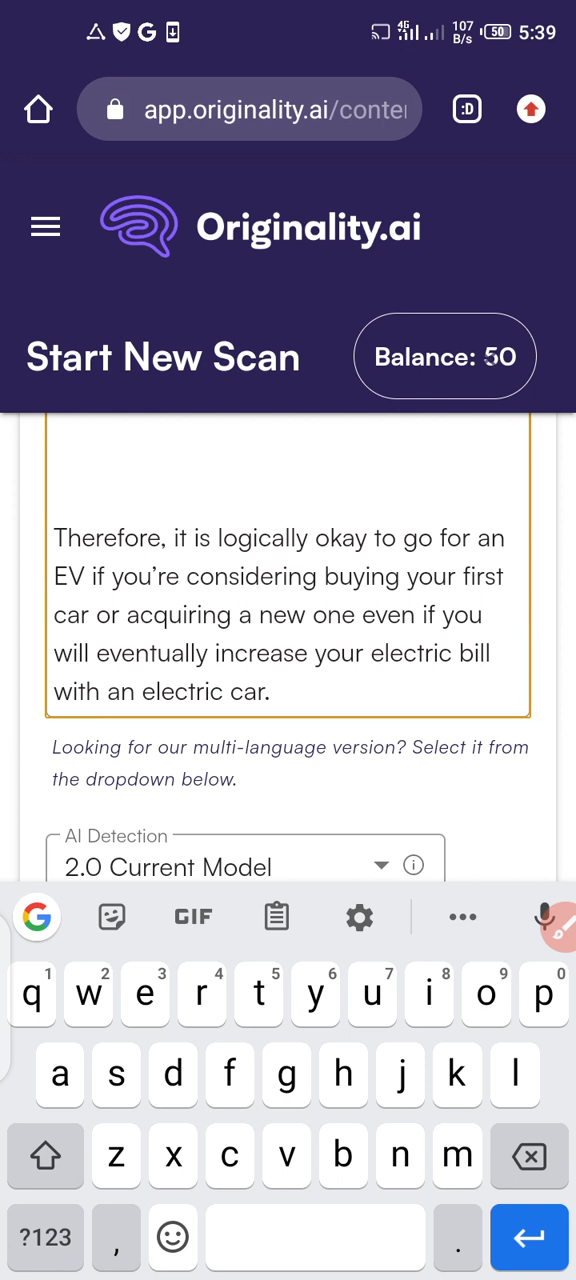 4G 107 B/s 50 5:39
app.originality.ai/conter :D
Originality.ai
Start New Scan Balance: 50
Therefore, it is logically okay to go for an
EV if you’re considering buying your first
car or acquiring a new one even if you
will eventually increase your electric bill
with an electric car.
Looking for our multi-language version? Select it from
the dropdown below.
AI Detection
2.0 Current Model
G GIF
1 2 3 4 5 6 7 8 9 0
q w e r t y u i o p
a s d f g h j k l
z x c v b n m
?123 , .